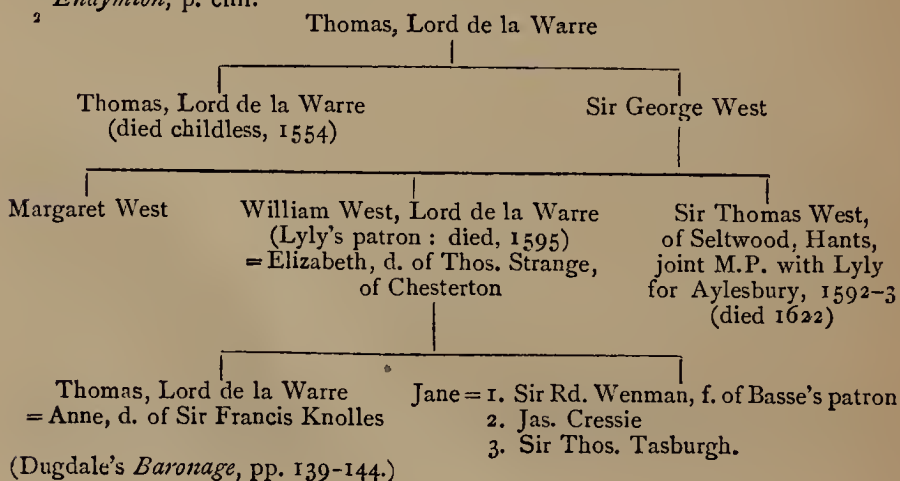 Endymion, p. cliii.
2
Thomas, Lord de la Warre
Thomas, Lord de la Warre
(died childless, 1554)
Sir George West
Margaret West
William West, Lord de la Warre
(Lyly's patron : died, 1595)
= Elizabeth, d. of Thos. Strange,
of Chesterton
Sir Thomas West,
of Seltwood, Hants,
joint M.P. with Lyly
for Aylesbury, 1592-3
(died 1622)
Thomas, Lord de la Warre
= Anne, d. of Sir Francis Knolles
Jane = 1. Sir Rd. Wenman, f. of Basse's patron
2. Jas. Cressie
3. Sir Thos. Tasburgh.
(Dugdale's Baronage, pp. 139-144.)